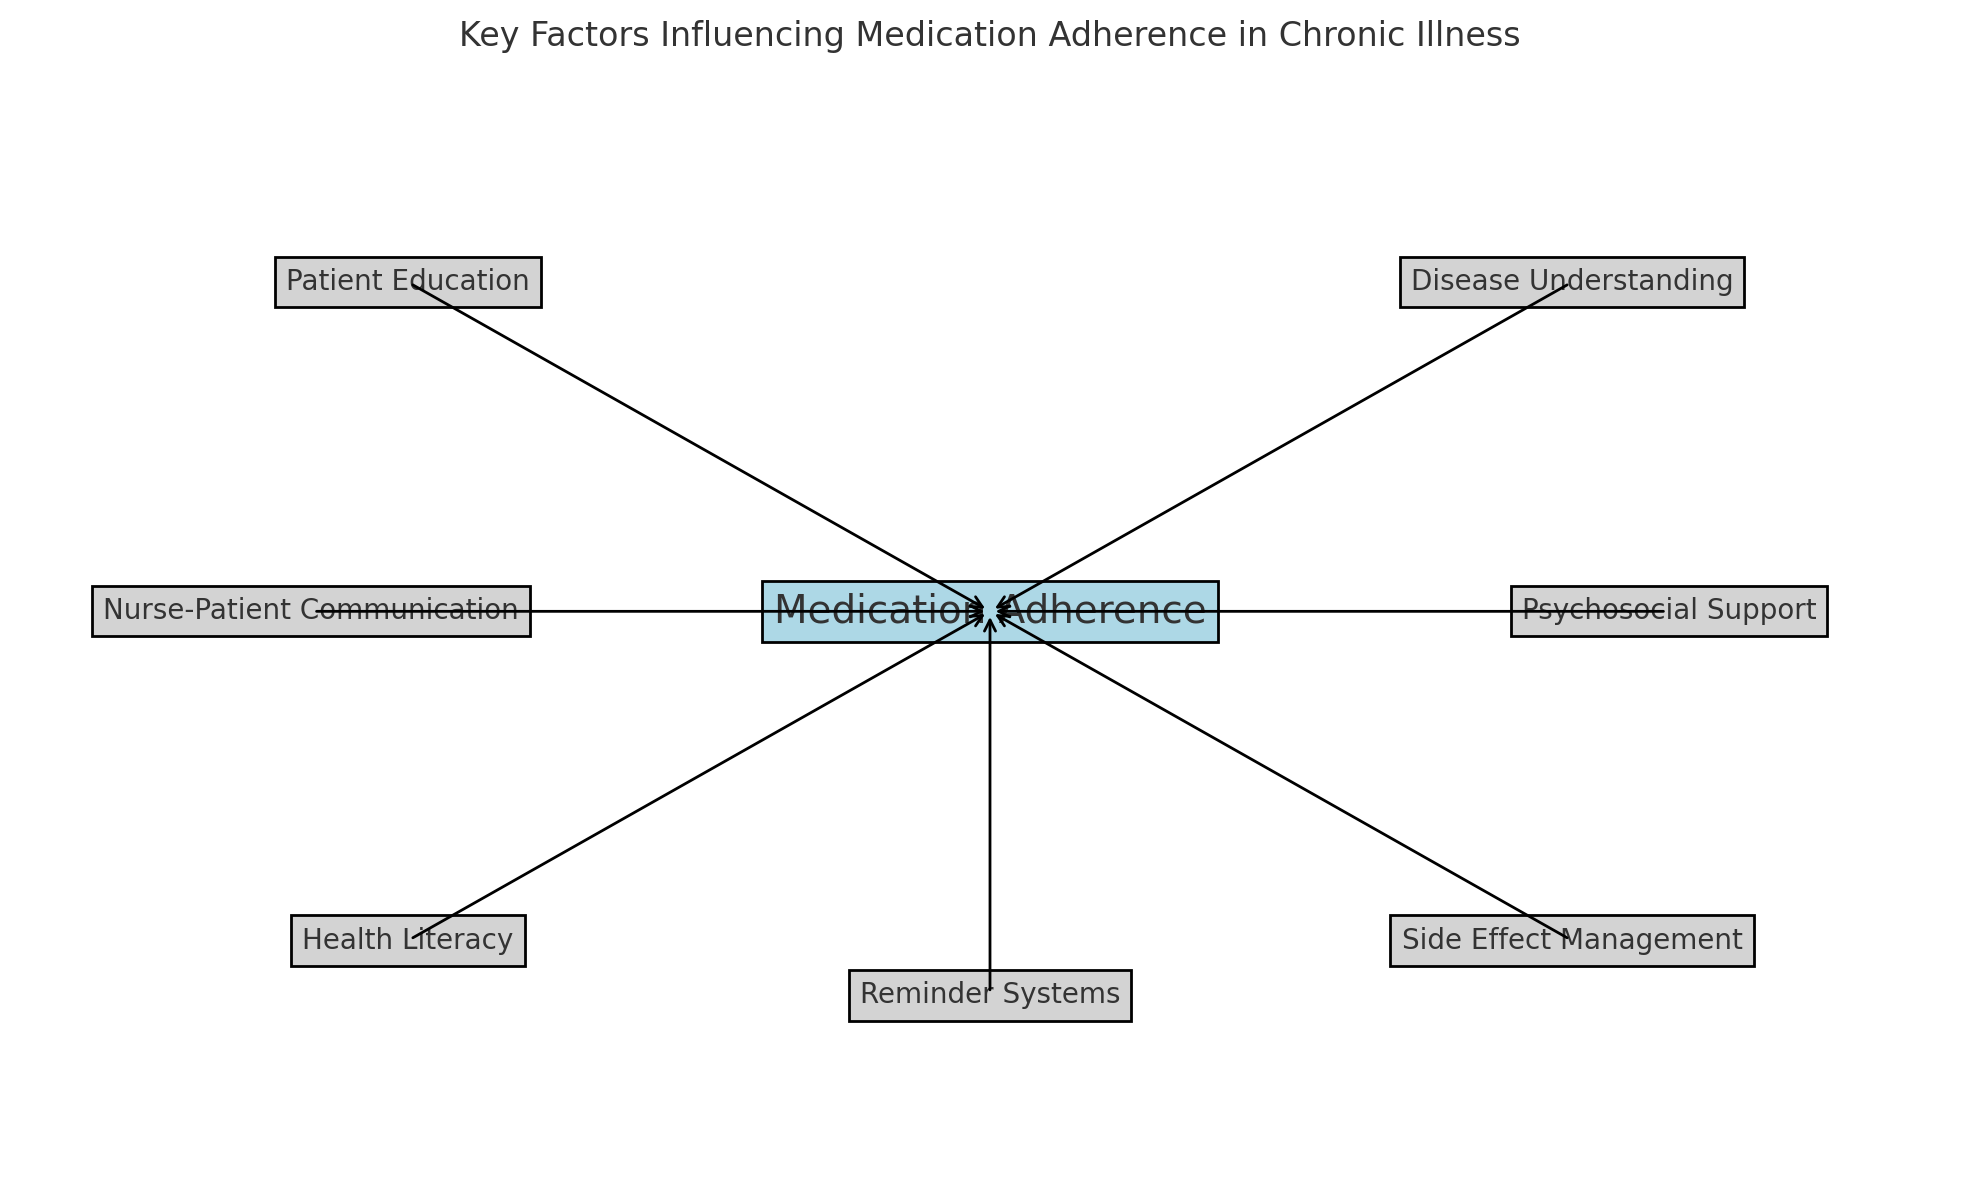 Key Factors Influencing Medication Adherence in Chronic Illness
Patient Education
Disease Understanding
Nurse-Patient Communication
Medication Adherence
Psychosocial Support
Health Literacy
Side Effect Management
Reminder Systems